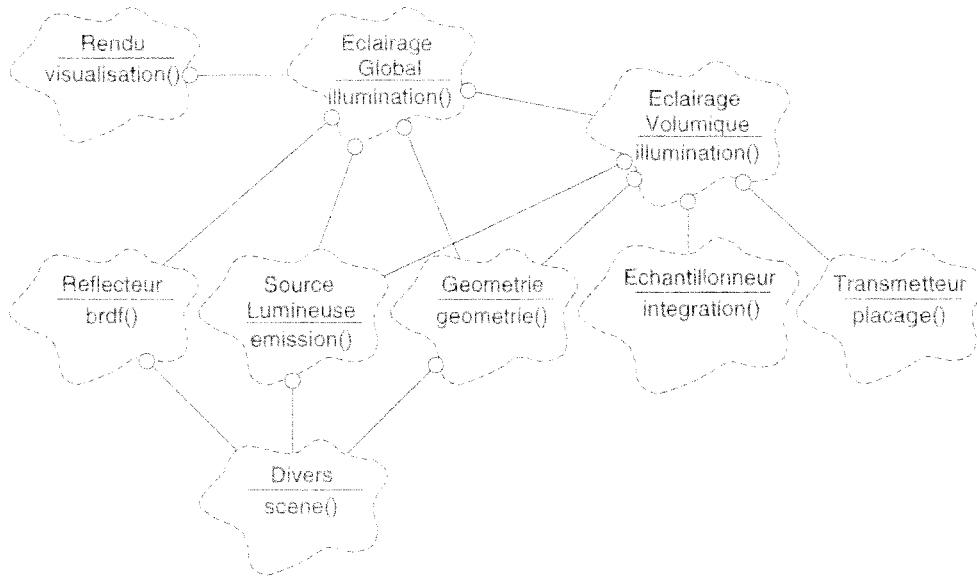 Rendu
visualisation()
Eclairage
Global
illumination()
Eclairage
Volumique
illumination()
Reflecteur
brdf()
Source
Lumineuse
emission()
Geometrie
geometrie()
Echantillonneur
integration()
Transmetteur
placage()
Divers
scene()